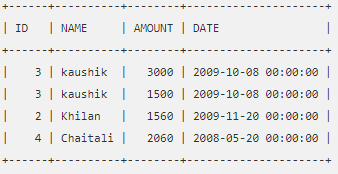 +------+----------+--------+---------------------+
| ID   | NAME     | AMOUNT | DATE                |
+------+----------+--------+---------------------+
|    3 | kaushik  |   3000 | 2009-10-08 00:00:00 |
|    3 | kaushik  |   1500 | 2009-10-08 00:00:00 |
|    2 | Khilan   |   1560 | 2009-11-20 00:00:00 |
|    4 | Chaitali |   2060 | 2008-05-20 00:00:00 |
+------+----------+--------+---------------------+